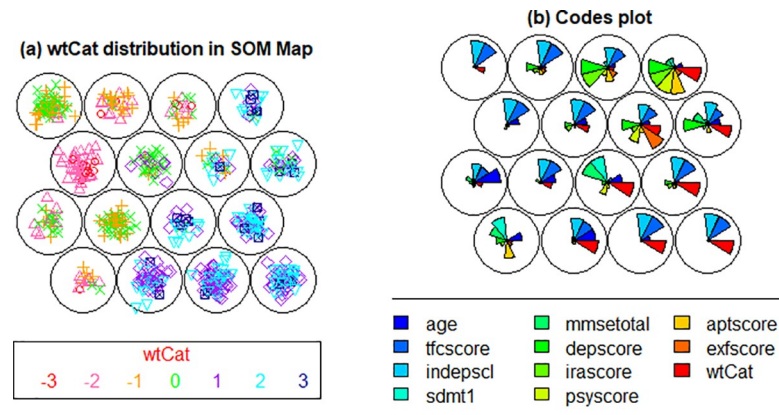 (a) wtCat distribution in SOM Map
wtCat
-3 -2 -1 0 1 2 3
(b) Codes plot
age
tfcscore
indepscl
sdmt1
mmsetotal
depscore
irascore
psyscore
aptscore
exfscore
wtCat